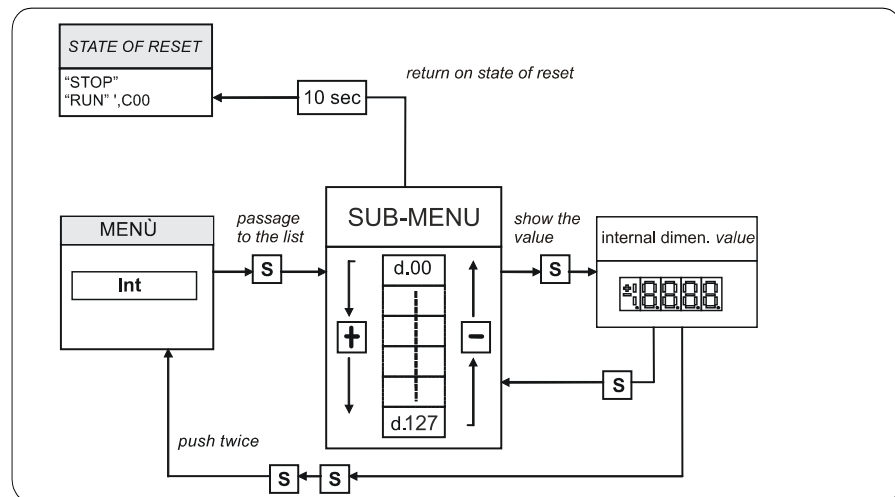 STATE OF RESET
“STOP”
“RUN” ',C00
10 sec
return on state of reset
MENÙ
Int
passage
to the list
S
SUB-MENU
d.00
+
−
d.127
show the
value
S
internal dimen. value
S
push twice
S
S